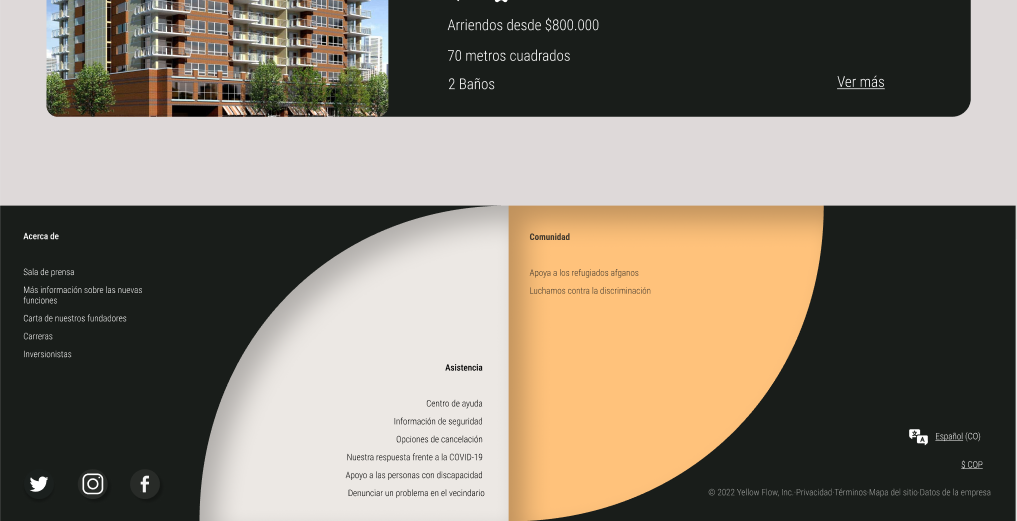 Arriendos desde $800.000
70 metros cuadrados
2 Baños
Ver más
Acerca de
Sala de prensa
Más información sobre las nuevas
funciones
Carta de nuestros fundadores
Carreras
Inversionistas
Asistencia
Centro de ayuda
Información de seguridad
Opciones de cancelación
Nuestra respuesta frente a la COVID-19
Apoyo a las personas con discapacidad
Denunciar un problema en el vecindario
Comunidad
Apoya a los refugiados afganos
Luchamos contra la discriminación
Español (CO)
$ COP
© 2022 Yellow Flow, Inc.·Privacidad·Términos·Mapa del sitio·Datos de la empresa